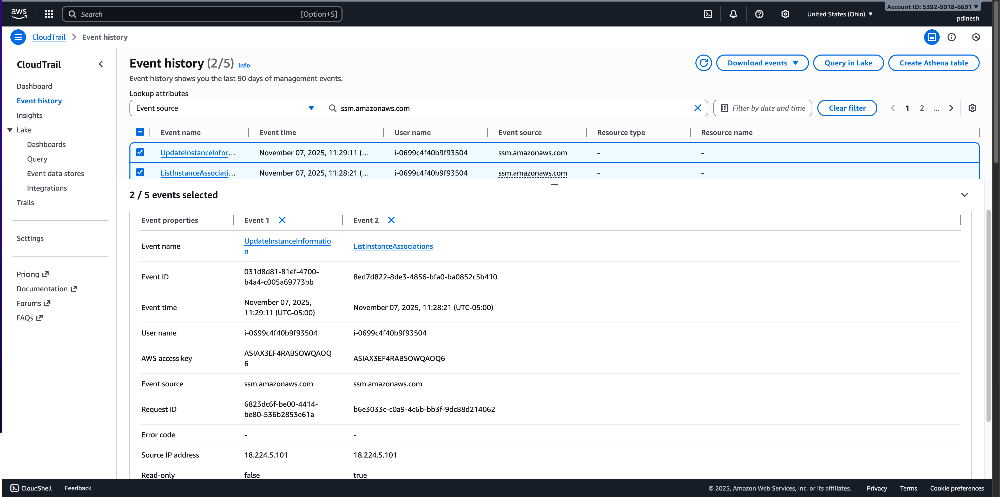 aws
Search
[Option+S]
United States (Ohio)
Account ID: 5392-9918-6691
pdinesh
CloudTrail
Event history
CloudTrail
Dashboard
Event history
Insights
Lake
Dashboards
Query
Event data stores
Integrations
Trails
Settings
Pricing
Documentation
Forums
FAQs
Event history (2/5) Info
Download events
Query in Lake
Create Athena table
Event history shows you the last 90 days of management events.
Lookup attributes
Event source
ssm.amazonaws.com
Filter by date and time
Clear filter
1 2 ...
Event name Event time User name Event source Resource type Resource name
UpdateInstanceInfor... November 07, 2025, 11:29:11 (... i-0699c4f40b9f93504 ssm.amazonaws.com - -
ListInstanceAssociati... November 07, 2025, 11:28:21 (... i-0699c4f40b9f93504 ssm.amazonaws.com - -
2 / 5 events selected
Event properties Event 1 Event 2
Event name
UpdateInstanceInformatio
n
ListInstanceAssociations
Event ID
031d8d81-81ef-4700-
b4a4-c005a69773bb
8ed7d822-8de3-4856-bfa0-ba0852c5b410
Event time
November 07, 2025,
11:29:11 (UTC-05:00)
November 07, 2025, 11:28:21 (UTC-05:00)
User name i-0699c4f40b9f93504 i-0699c4f40b9f93504
AWS access key
ASIAX3EF4RABSOWQAOQ
6
ASIAX3EF4RABSOWQAOQ6
Event source ssm.amazonaws.com ssm.amazonaws.com
Request ID
6823dc6f-be00-4414-
be80-536b2853e61a
b6e3033c-c0a9-4c6b-bb3f-9dc88d214062
Error code - -
Source IP address 18.224.5.101 18.224.5.101
Read-only false true
CloudShell Feedback
© 2025, Amazon Web Services, Inc. or its affiliates. Privacy Terms Cookie preferences